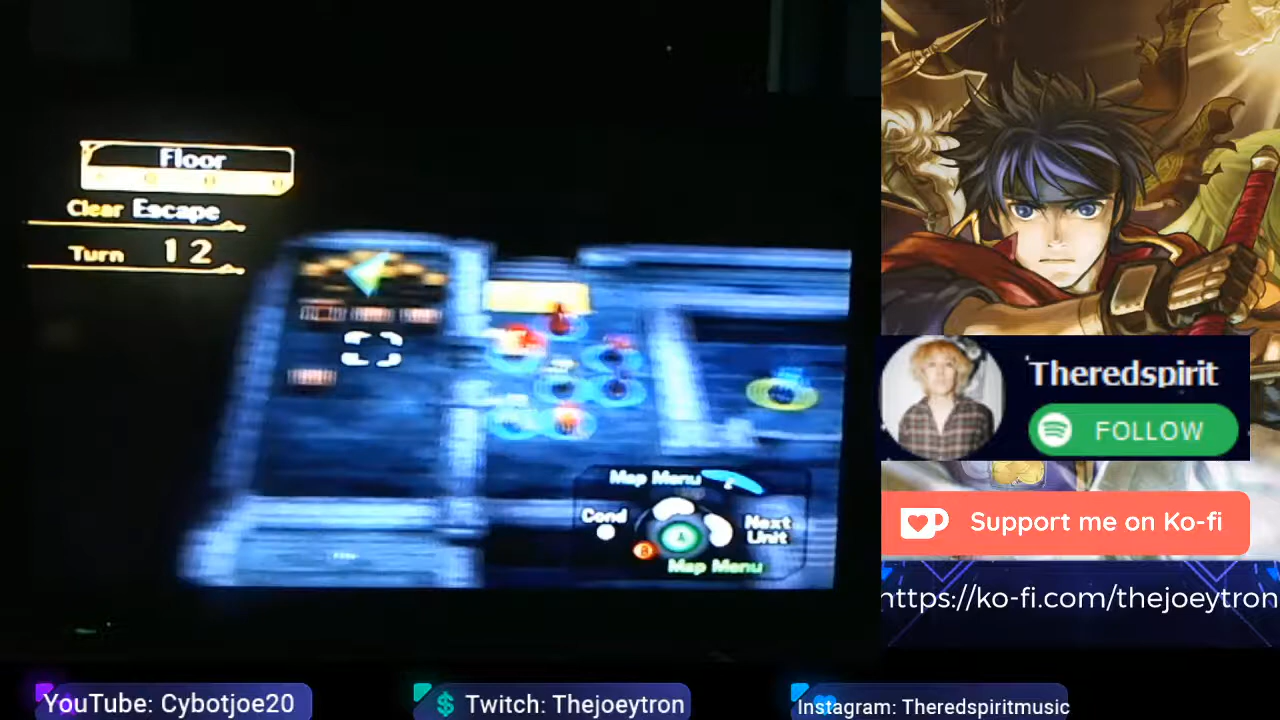 Floor
Clear Escape
Turn 12
Map Menu Z
Cond
Next
Unit
A
B
Map Menu
Theredspirit
FOLLOW
Support me on Ko-fi
https://ko-fi.com/thejoeytron
YouTube: Cybotjoe20
Twitch: Thejoeytron
Instagram: Theredspiritmusic